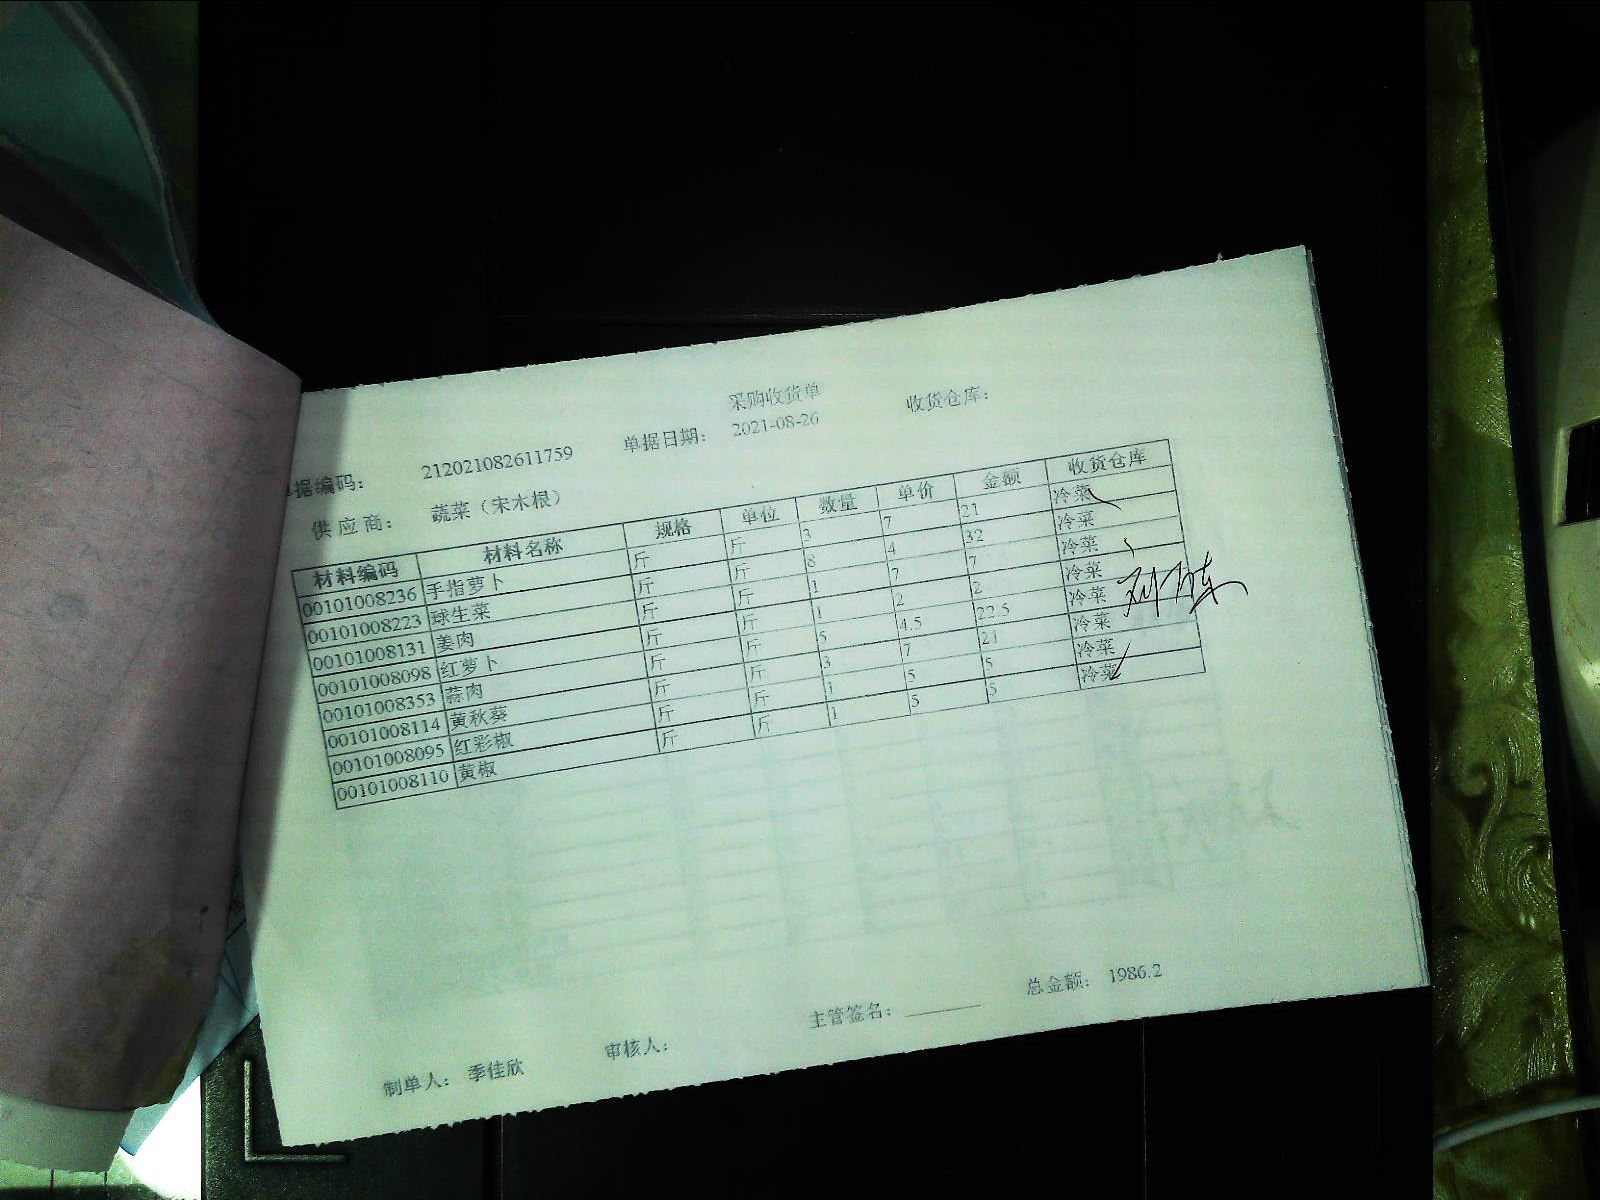 采购收货单
单据编码： 212021082611759 单据日期： 2021-08-26 收货仓库：
供应商： 蔬菜（宋木根）
材料编码 材料名称 规格 单位 数量 单价 金额 收货仓库
00101008236 手指萝卜 斤 斤 3 7 21 冷菜
00101008223 球生菜 斤 斤 8 4 32 冷菜
00101008131 姜肉 斤 斤 1 7 7 冷菜
00101008098 红萝卜 斤 斤 1 2 2 冷菜
00101008353 蒜肉 斤 斤 5 4.5 22.5 冷菜
00101008114 黄秋葵 斤 斤 3 7 21 冷菜
00101008095 红彩椒 斤 斤 1 5 5 冷菜
00101008110 黄椒 斤 斤 1 5 5 冷菜
总金额： 1986.2
制单人： 季佳欣 审核人： 主管签名：